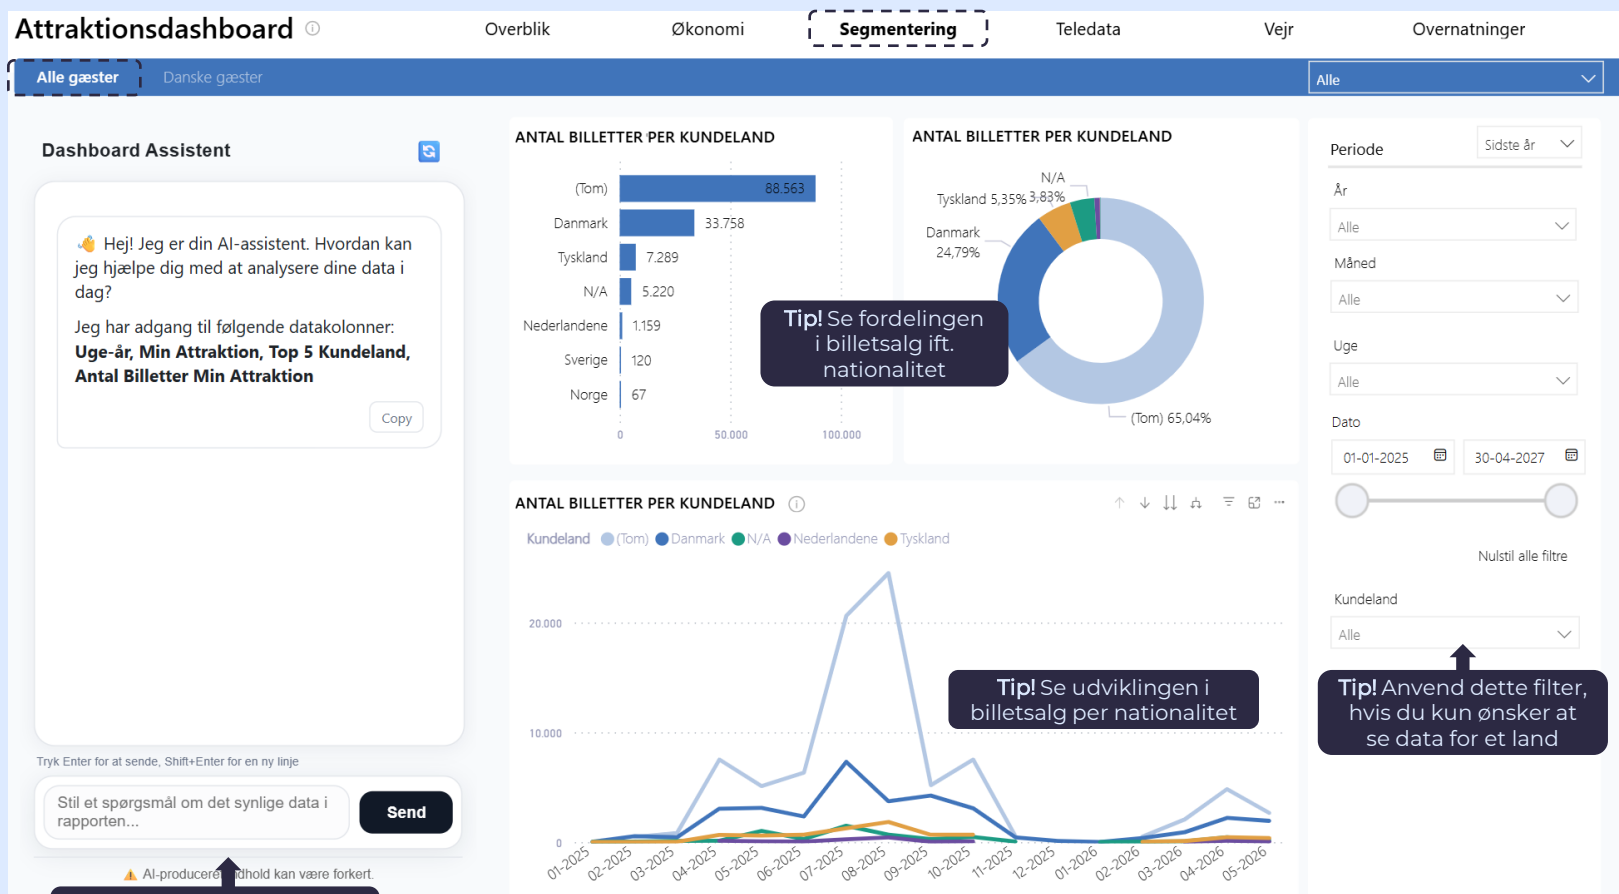 Attraktionsdashboard
Overblik
Økonomi
Segmentering
Teledata
Vejr
Overnatninger
Alle gæster
Danske gæster
Alle
Dashboard Assistent
👋 Hej! Jeg er din AI-assistent. Hvordan kan
jeg hjælpe dig med at analysere dine data i
dag?
Jeg har adgang til følgende datakolonner:
Uge-år, Min Attraktion, Top 5 Kundeland,
Antal Billetter Min Attraktion
Copy
Tryk Enter for at sende, Shift+Enter for en ny linje
Stil et spørgsmål om det synlige data i
rapporten...
Send
⚠ AI-produceret indhold kan være forkert.
ANTAL BILLETTER PER KUNDELAND
(Tom) 88.563
Danmark 33.758
Tyskland 7.289
N/A 5.220
Nederlandene 1.159
Sverige 120
Norge 67
0 50.000 100.000
Tip! Se fordelingen
i billetsalg ift.
nationalitet
ANTAL BILLETTER PER KUNDELAND
N/A
3,83%
Tyskland 5,35%
Danmark
24,79%
(Tom) 65,04%
ANTAL BILLETTER PER KUNDELAND
Kundeland (Tom) Danmark N/A Nederlandene Tyskland
20.000
10.000
0
Tip! Se udviklingen i
billetsalg per nationalitet
01-2025 02-2025 03-2025 04-2025 05-2025 06-2025 07-2025 08-2025 09-2025 10-2025 11-2025 12-2025 01-2026 02-2026 03-2026 04-2026 05-2026
Periode
Sidste år
År
Alle
Måned
Alle
Uge
Alle
Dato
01-01-2025
30-04-2027
Nulstil alle filtre
Kundeland
Alle
Tip! Anvend dette filter,
hvis du kun ønsker at
se data for et land